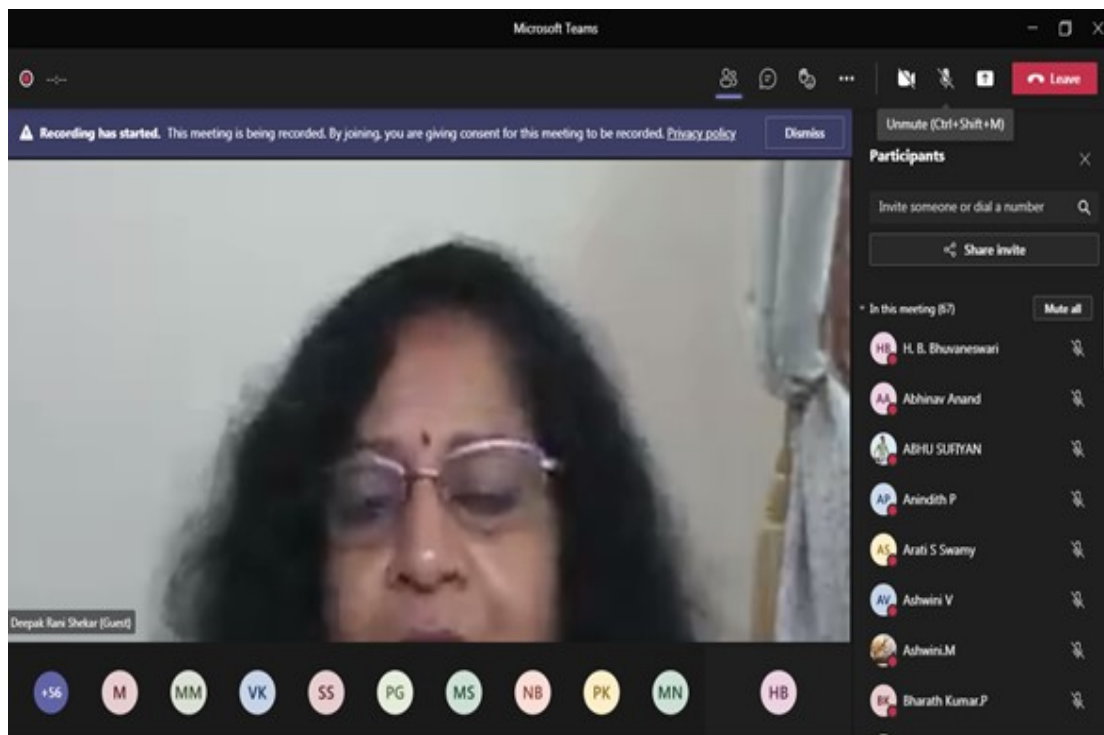 Microsoft Teams
--:--
Leave
Recording has started. This meeting is being recorded. By joining, you are giving consent for this meeting to be recorded. Privacy policy
Dismiss
Unmute (Ctrl+Shift+M)
Participants
Invite someone or dial a number
Share invite
In this meeting (67)
Mute all
HB H. B. Bhuvaneswari
AA Abhinav Anand
ABHU SUFIYAN
AP Anindith P
AS Arati S Swamy
AV Ashwini V
Ashwini.M
BK Bharath Kumar.P
Deepak Rani Shekar (Guest)
+56 M MM VK SS PG MS NB PK MN HB